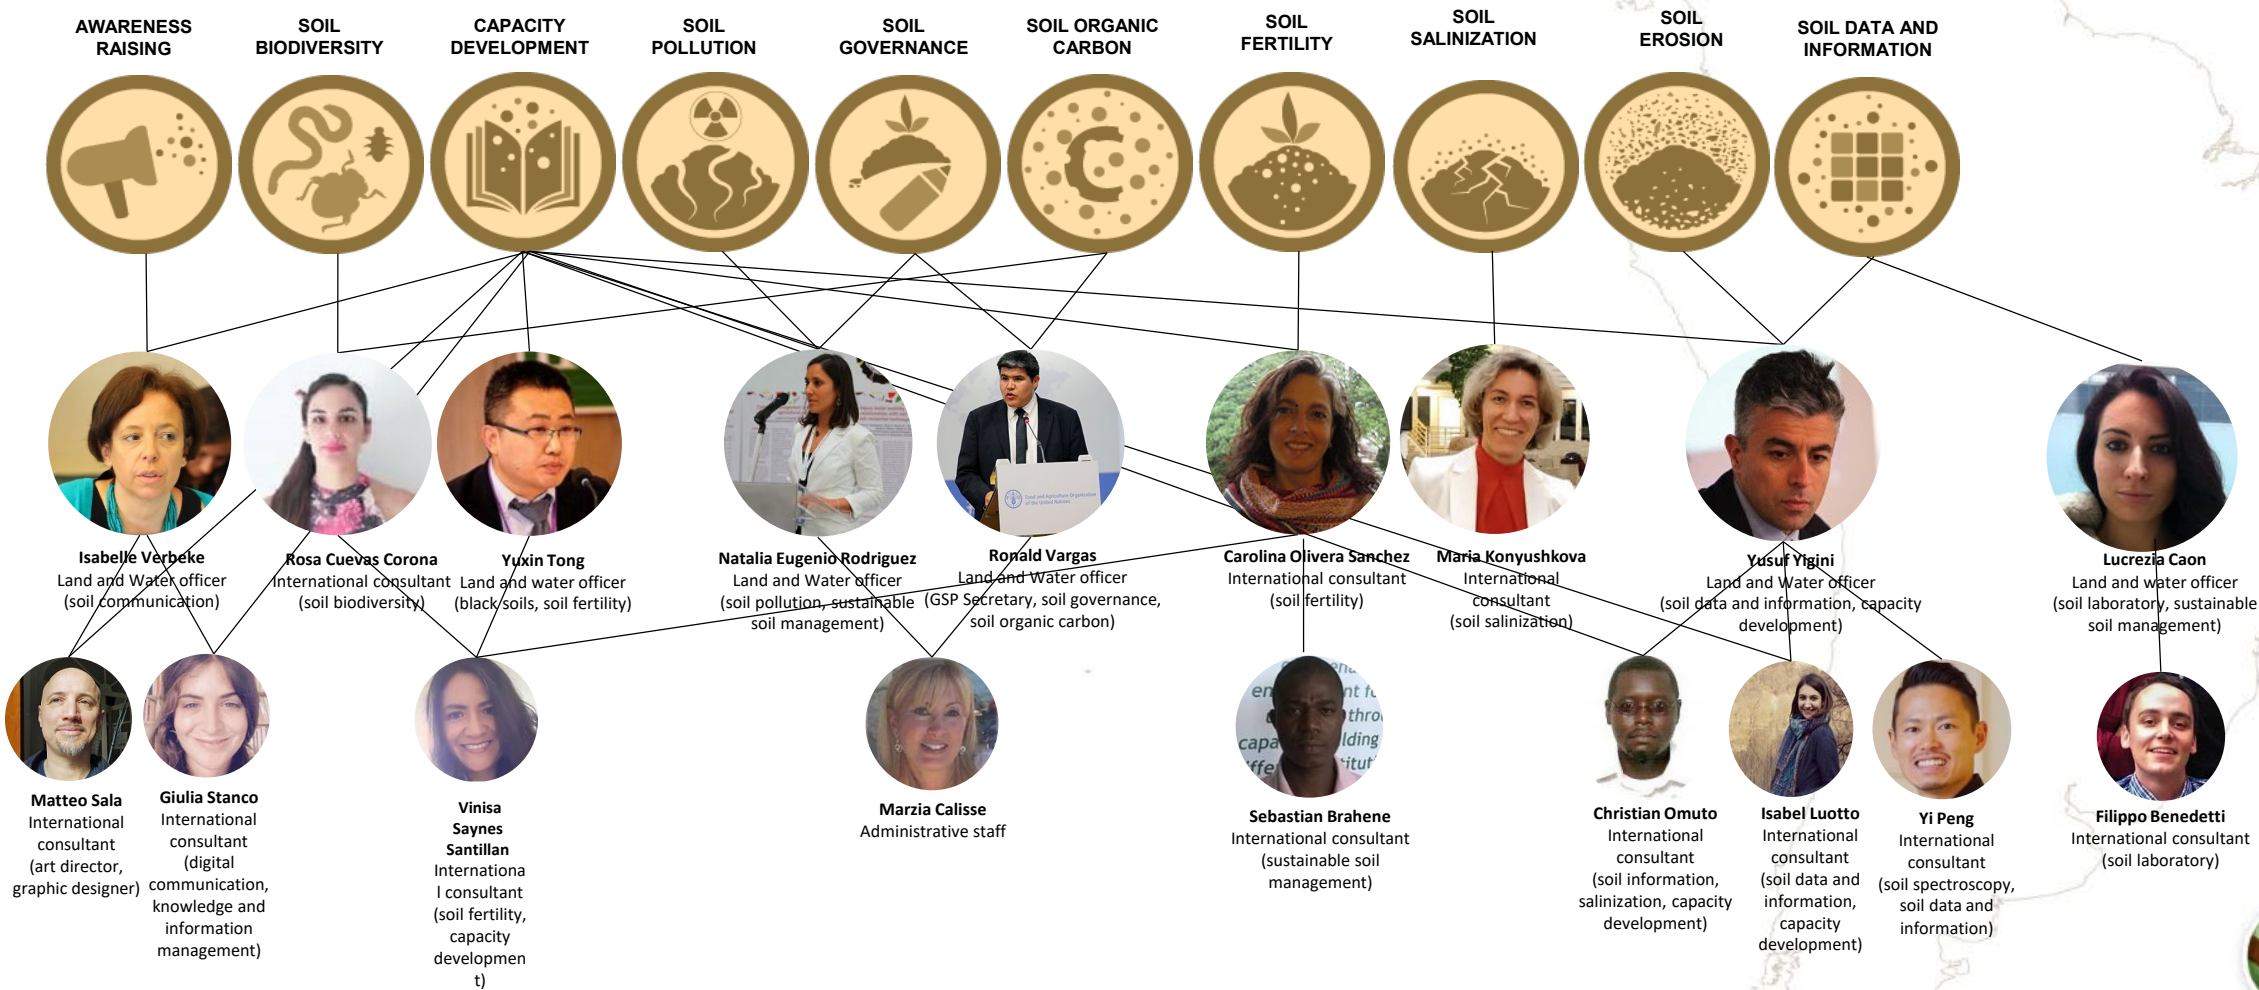 AWARENESS
RAISING
SOIL
BIODIVERSITY
CAPACITY
DEVELOPMENT
SOIL
POLLUTION
SOIL
GOVERNANCE
SOIL ORGANIC
CARBON
SOIL
FERTILITY
SOIL
SALINIZATION
SOIL
EROSION
SOIL DATA AND
INFORMATION
Food and Agriculture Organization
of the United Nations
Isabelle Verbeke
Land and Water officer
(soil communication)
Rosa Cuevas Corona
International consultant
(soil biodiversity)
Yuxin Tong
Land and water officer
(black soils, soil fertility)
Natalia Eugenio Rodriguez
Land and Water officer
(soil pollution, sustainable
soil management)
Ronald Vargas
Land and Water officer
(GSP Secretary, soil governance,
soil organic carbon)
Carolina Olivera Sanchez
International consultant
(soil fertility)
Maria Konyushkova
International
consultant
(soil salinization)
Yusuf Yigini
Land and Water officer
(soil data and information, capacity
development)
Lucrezia Caon
Land and water officer
(soil laboratory, sustainable
soil management)
Matteo Sala
International
consultant
(art director,
graphic designer)
Giulia Stanco
International
consultant
(digital
communication,
knowledge and
information
management)
Vinisa
Saynes
Santillan
Internationa
l consultant
(soil fertility,
capacity
developmen
t)
Marzia Calisse
Administrative staff
Sebastian Brahene
International consultant
(sustainable soil
management)
Christian Omuto
International
consultant
(soil information,
salinization, capacity
development)
Isabel Luotto
International
consultant
(soil data and
information,
capacity
development)
Yi Peng
International
consultant
(soil spectroscopy,
soil data and
information)
Filippo Benedetti
International consultant
(soil laboratory)